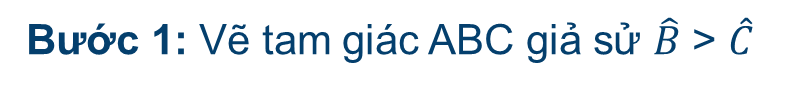 Bước 1: Vẽ tam giác ABC giả sử B̂ > Ĉ